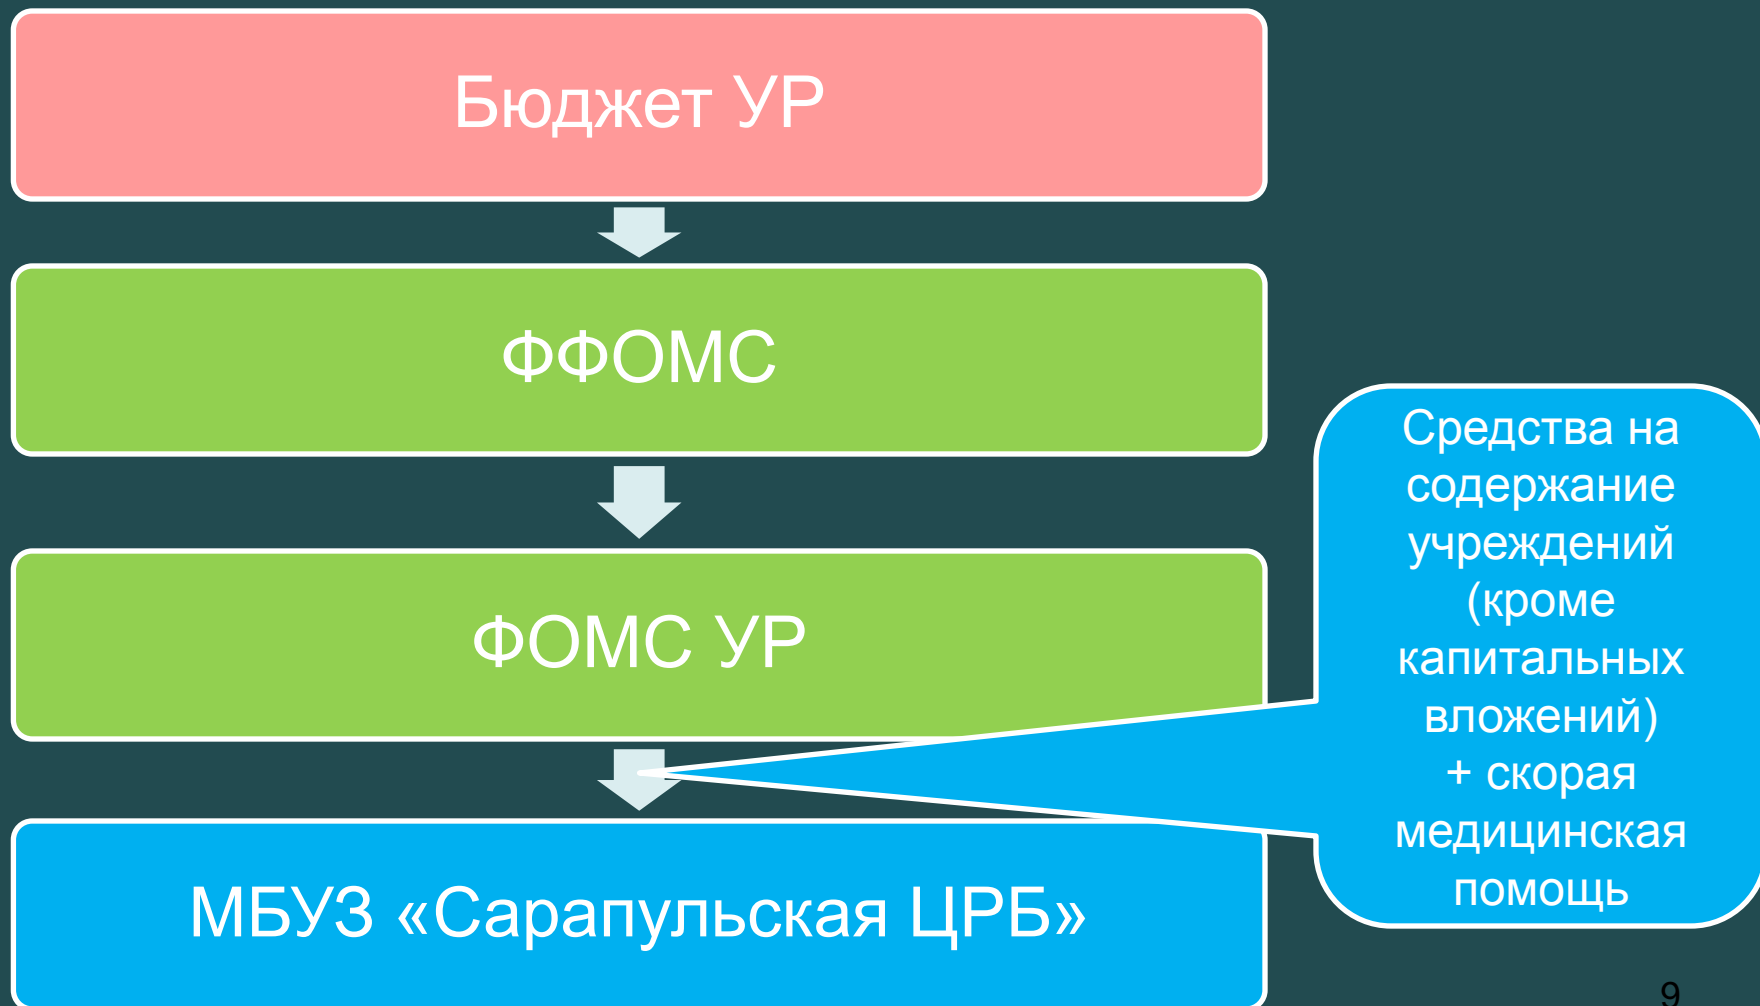 Бюджет УР
ФФОМС
ФОМС УР
МБУЗ «Сарапульская ЦРБ»
Средства на
содержание
учреждений
(кроме
капитальных
вложений)
+ скорая
медицинская
помощь
9